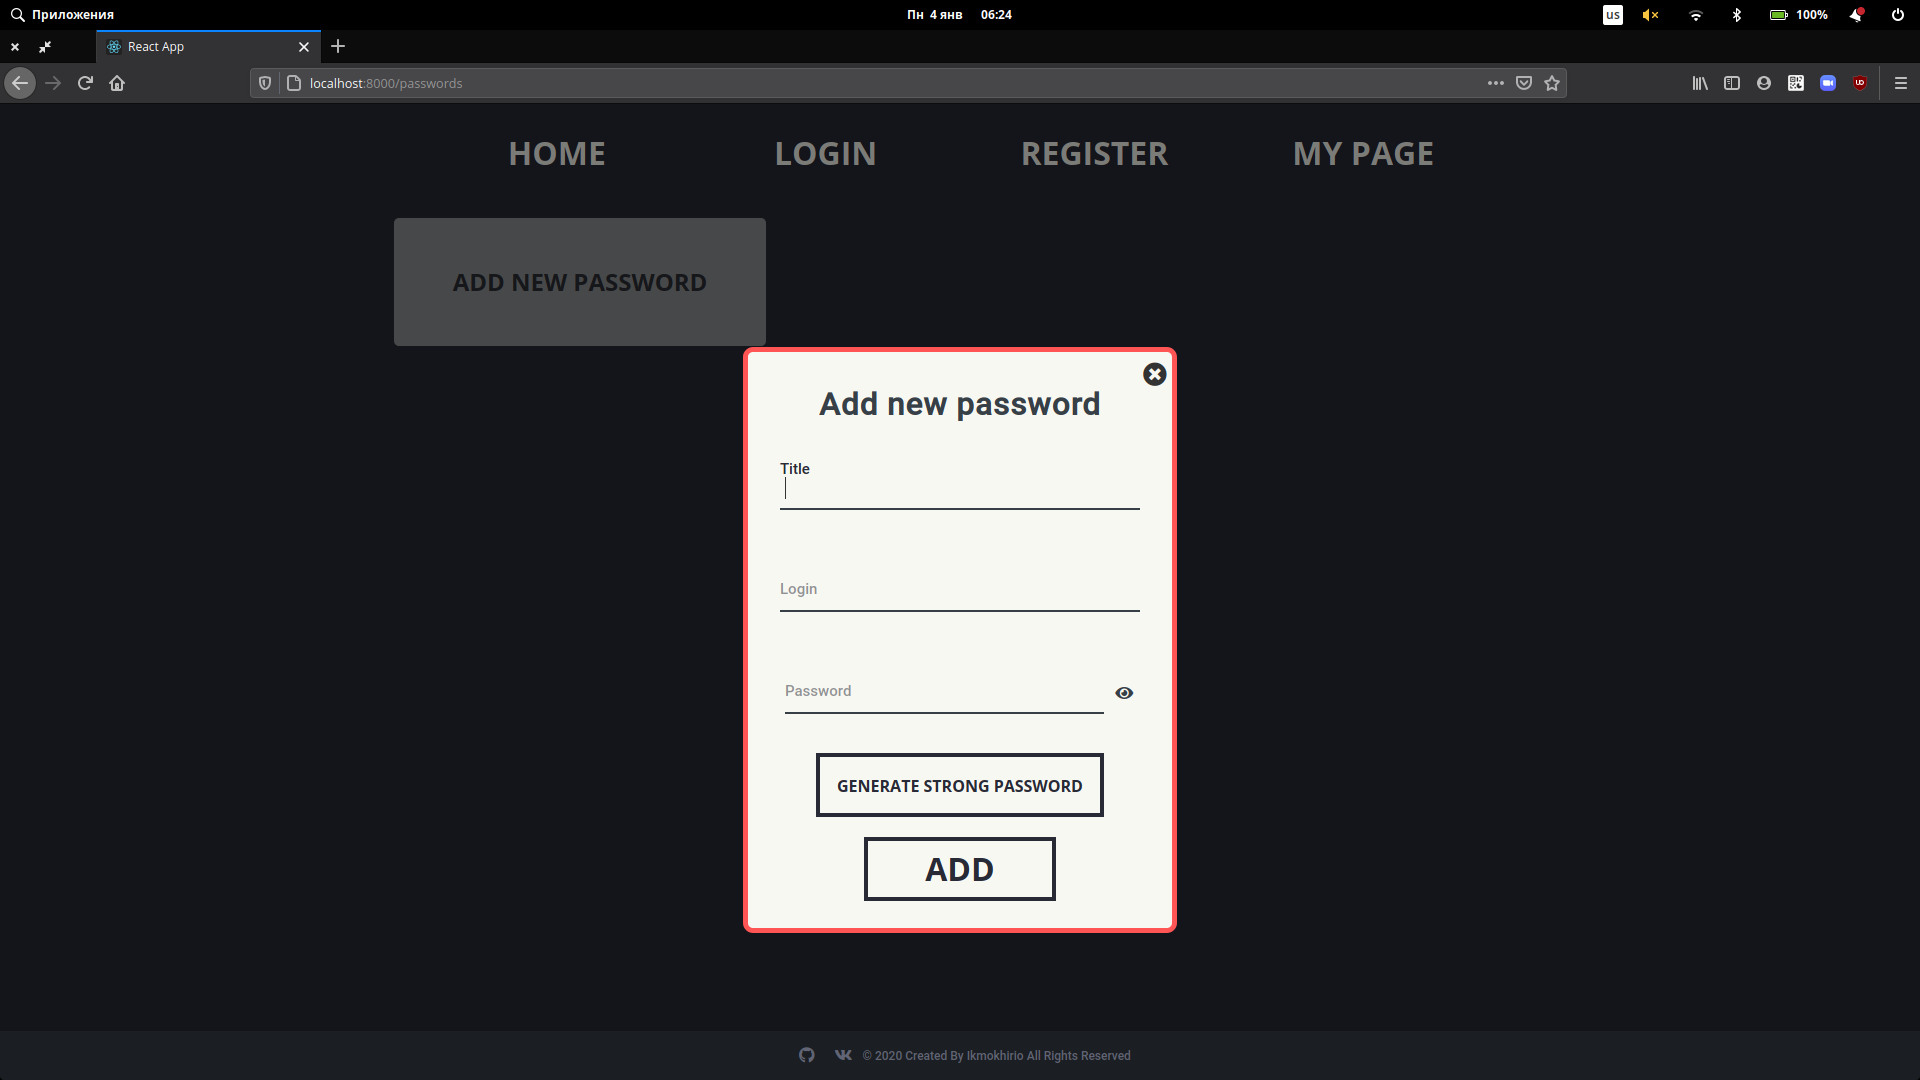 Приложения
Пн 4 янв 06:24
us
100%
React App
localhost:8000/passwords
HOME LOGIN REGISTER MY PAGE
ADD NEW PASSWORD
Add new password
Title
Login
Password
GENERATE STRONG PASSWORD
ADD
© 2020 Created By Ikmokhirio All Rights Reserved